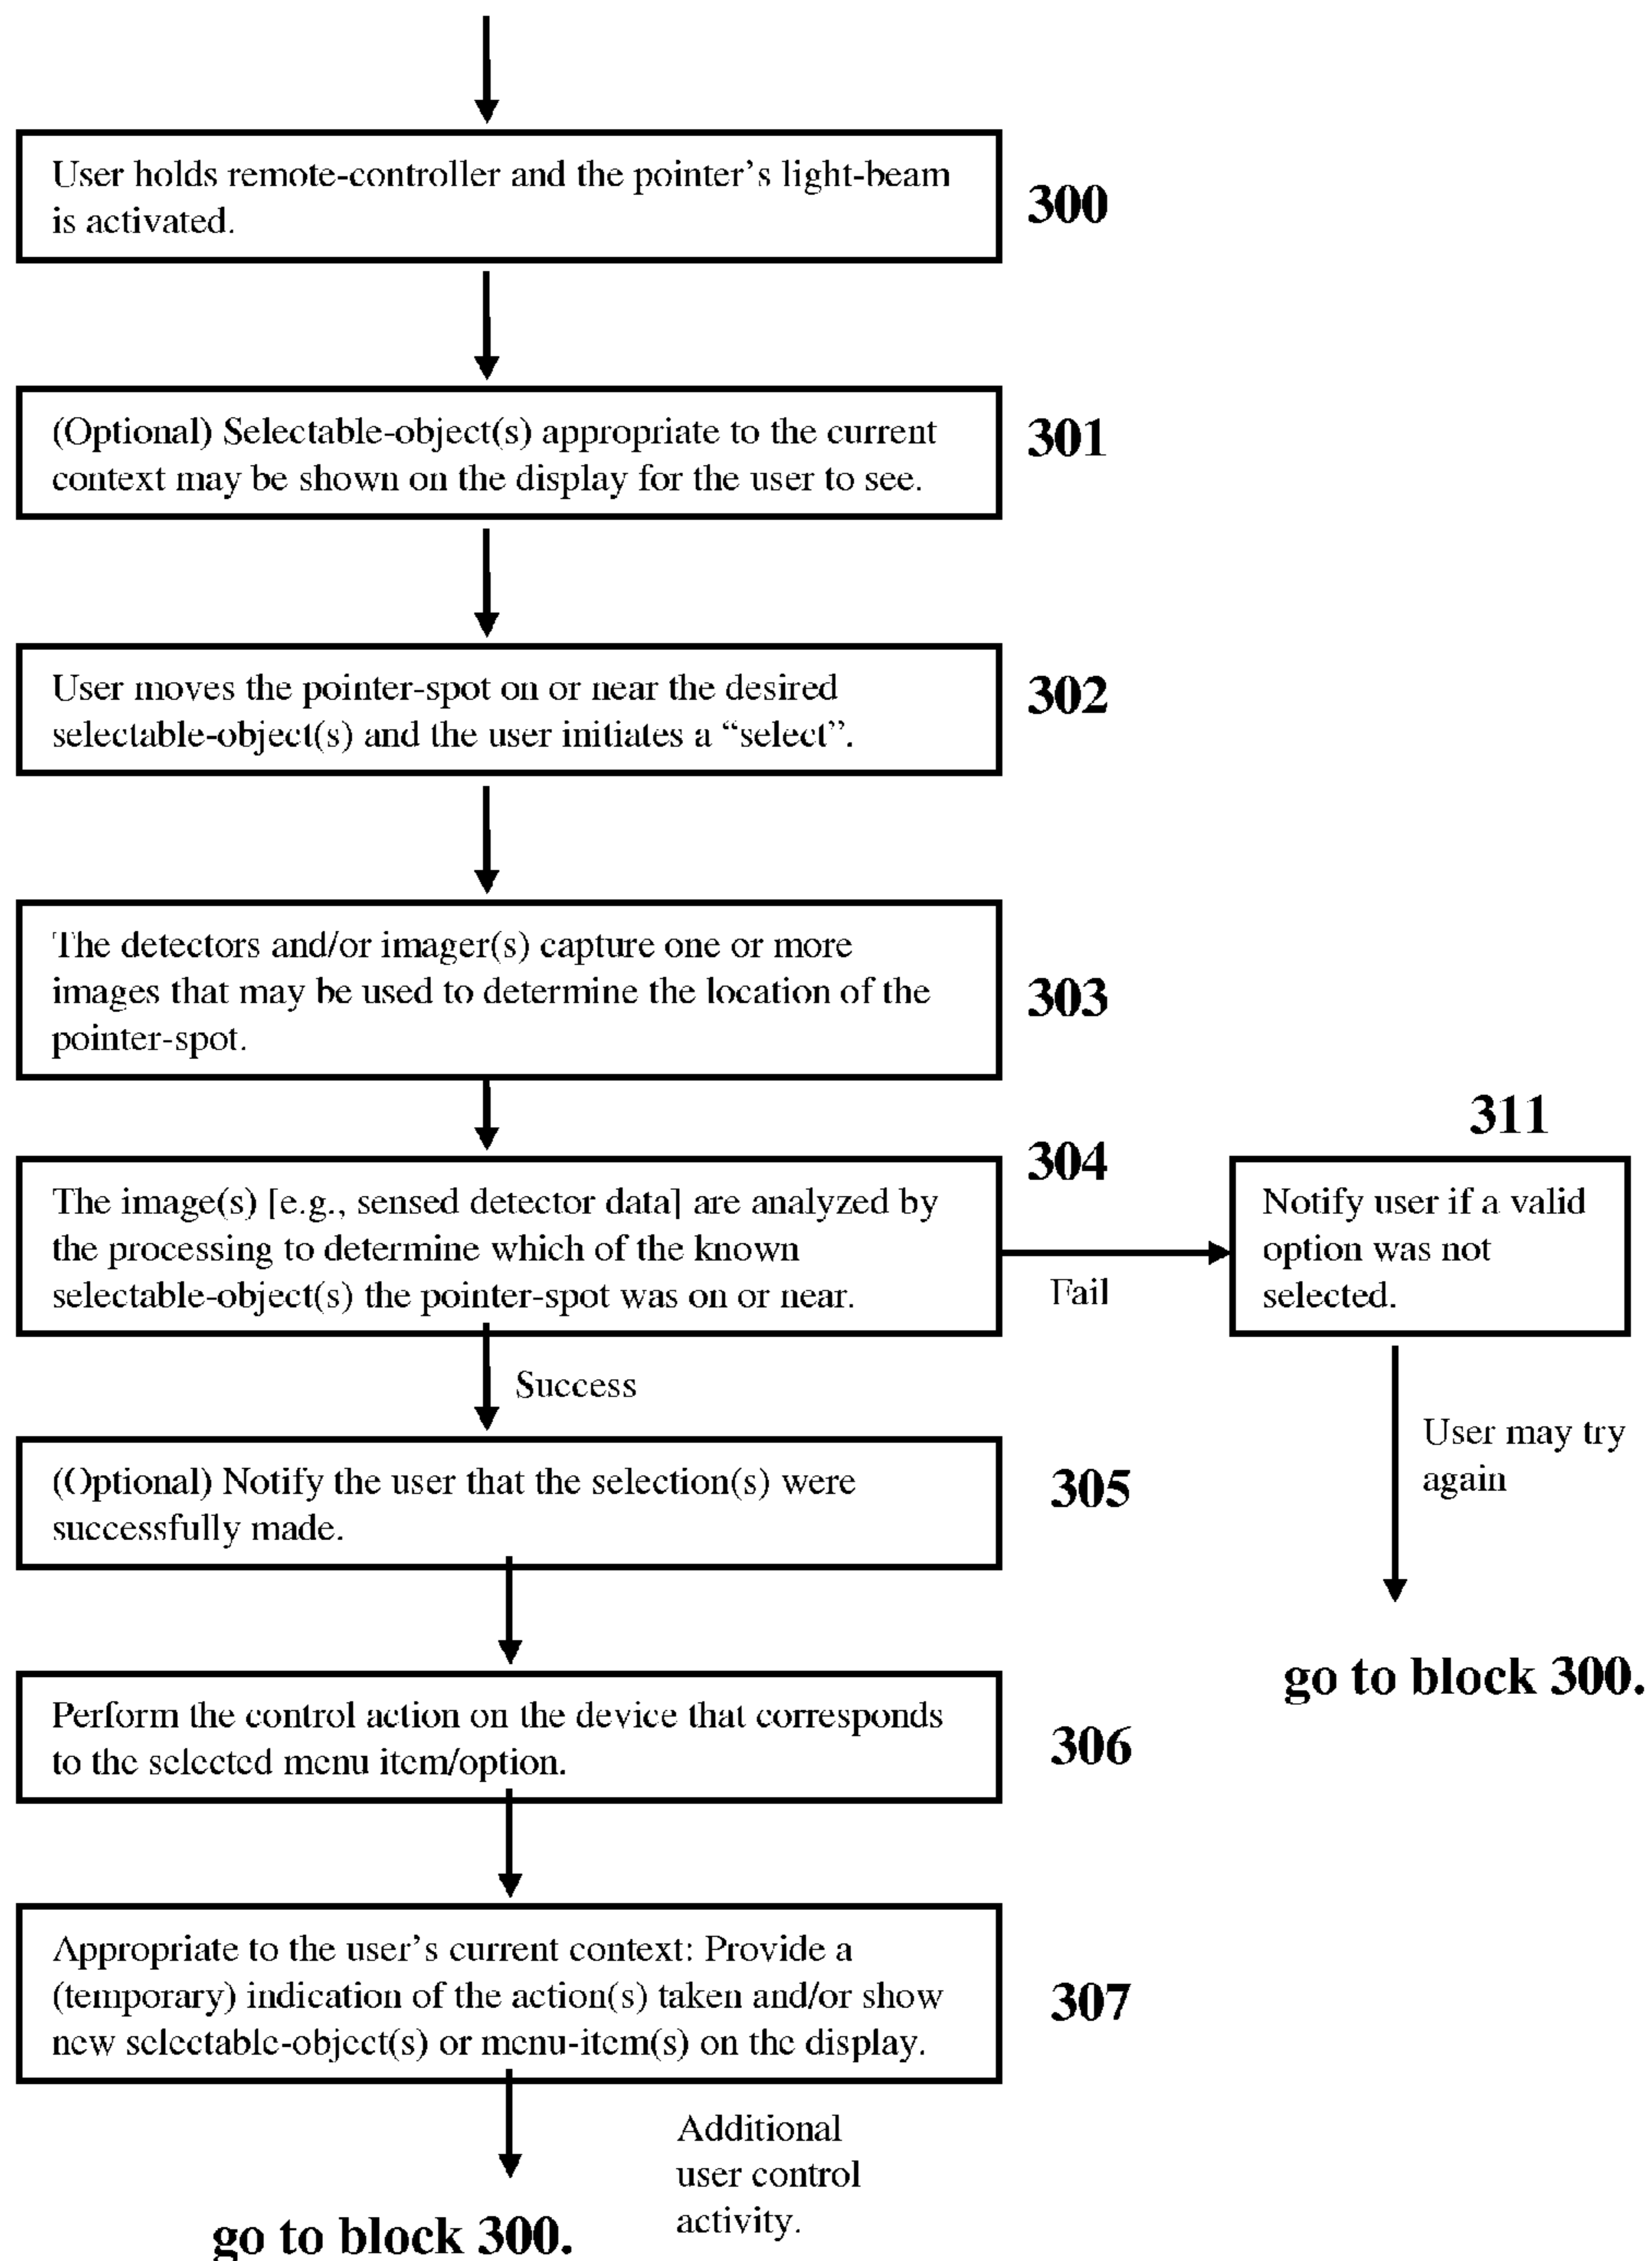 User holds remote-controller and the pointer's light-beam
is activated.
300
(Optional) Selectable-object(s) appropriate to the current
context may be shown on the display for the user to see.
301
User moves the pointer-spot on or near the desired
selectable-object(s) and the user initiates a “select”.
302
The detectors and/or imager(s) capture one or more
images that may be used to determine the location of the
pointer-spot.
303
The image(s) [e.g., sensed detector data] are analyzed by
the processing to determine which of the known
selectable-object(s) the pointer-spot was on or near.
304
Fail
311
Notify user if a valid
option was not
selected.
User may try
again
go to block 300.
Success
(Optional) Notify the user that the selection(s) were
successfully made.
305
Perform the control action on the device that corresponds
to the selected menu item/option.
306
Appropriate to the user's current context: Provide a
(temporary) indication of the action(s) taken and/or show
new selectable-object(s) or menu-item(s) on the display.
307
Additional
user control
activity.
go to block 300.